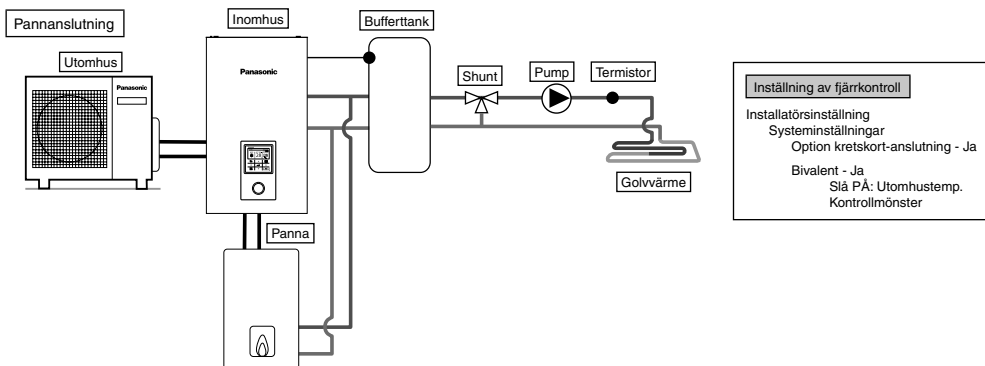 Pannanslutning
Utomhus
Panasonic
Inomhus
Panasonic
Bufferttank
Shunt
Pump
Termistor
Golvvärme
Panna
Inställning av fjärrkontroll
Installatörsinställning
Systeminställningar
Option kretskort-anslutning - Ja
Bivalent - Ja
Slå PÅ: Utomhustemp.
Kontrollmönster